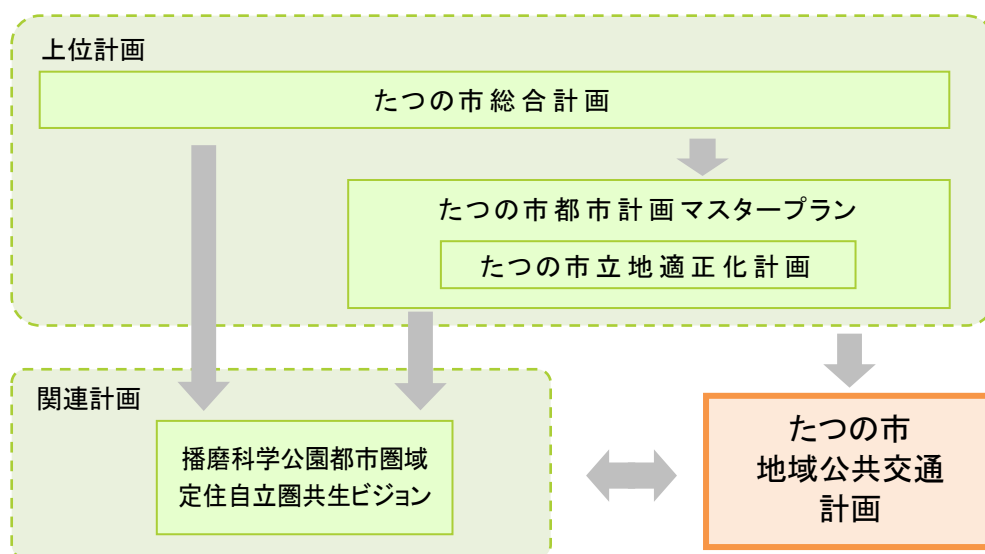 上位計画
たつの市総合計画
たつの市都市計画マスタープラン
たつの市立地適正化計画
関連計画
播磨科学公園都市圏域
定住自立圏共生ビジョン
たつの市
地域公共交通
計画